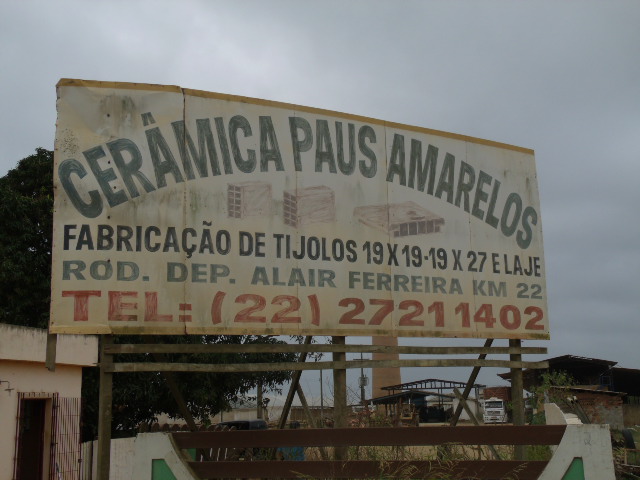 CERÂMICA PAUS AMARELOS
FABRICAÇÃO DE TIJOLOS 19 X 19-19 X 27 E LAJE
ROD. DEP. ALAIR FERREIRA KM 22
TEL: (22) 27211402